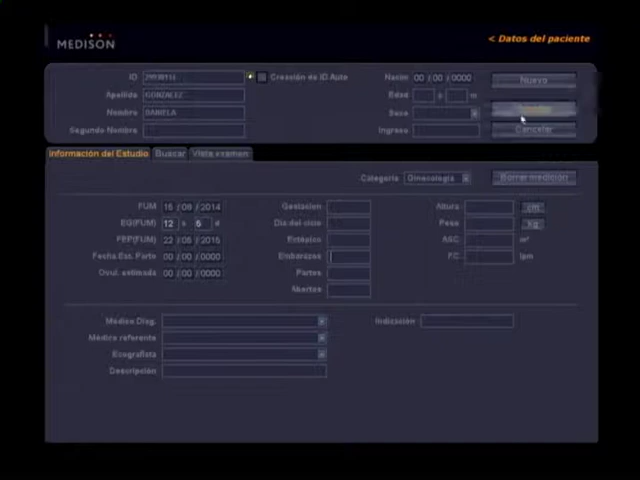 MEDISON
< Datos del paciente
ID Creación de ID Auto Nacim 00 / 00 / 0000 Nuevo
Apellido GONZALEZ Edad a m
Nombre DANIELA Sexo
Segundo Nombre Ingreso Cancelar
Información del Estudio Buscar Vista examen
Categoría Ginecología Borrar medición
FUM 15 / 08 / 2014 Gestacion Altura cm
EG(FUM) 12 s 5 d Dia del ciclo Peso kg
FPP(FUM) 22 / 05 / 2015 Ectópico ASC m²
Fecha Est. Parto 00 / 00 / 0000 Embarazos FC lpm
Ovul. estimada 00 / 00 / 0000 Partos
Abortos
Médico Diag. Indicación
Médico referente
Ecografista
Descripción